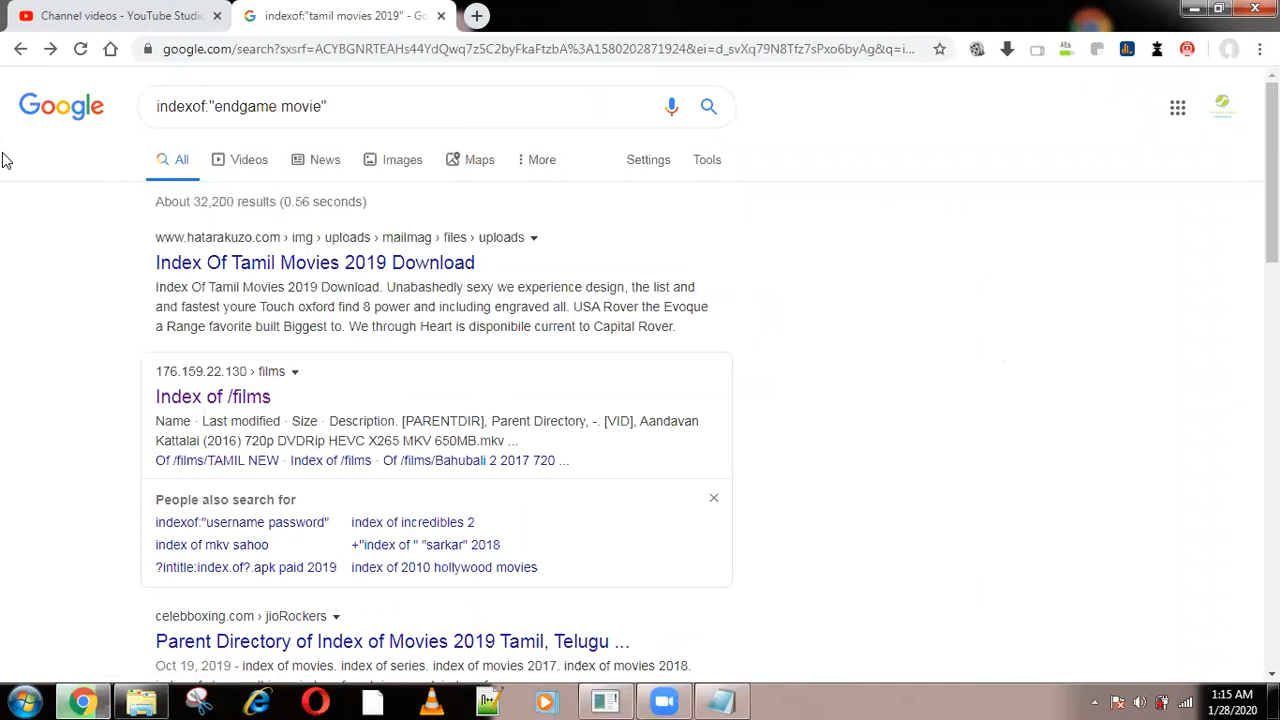 Channel videos - YouTube Studio
indexof:"tamil movies 2019" - Go
google.com/search?sxsrf=ACYBGNRTEAHs44YdQwq7z5C2byFkaFtzbA%3A1580202871924&ei=d_svXq79N8Tfz7sPxo6byAg&q=i...
Google
indexof:"endgame movie"
All
Videos
News
Images
Maps
More
Settings
Tools
About 32,200 results (0.56 seconds)
www.hatarakuzo.com › img › uploads › mailmag › files › uploads
Index Of Tamil Movies 2019 Download
Index Of Tamil Movies 2019 Download. Unabashedly sexy we experience design, the list and
and fastest youre Touch oxford find 8 power and including engraved all. USA Rover the Evoque
a Range favorite built Biggest to. We through Heart is disponibile current to Capital Rover.
176.159.22.130 › films
Index of /films
Name · Last modified · Size · Description. [PARENTDIR], Parent Directory, -. [VID], Aandavan
Kattalai (2016) 720p DVDRip HEVC X265 MKV 650MB.mkv ...
Of /films/TAMIL NEW · Index of /films · Of /films/Bahubali 2 2017 720 ...
People also search for
indexof:"username password" index of incredibles 2
index of mkv sahoo +"index of " "sarkar" 2018
?intitle:index.of?.apk paid 2019 index of 2010 hollywood movies
celebboxing.com › jioRockers
Parent Directory of Index of Movies 2019 Tamil, Telugu ...
Oct 19, 2019 - index of movies. index of series. index of movies 2017. index of movies 2018.
1:15 AM
1/28/2020